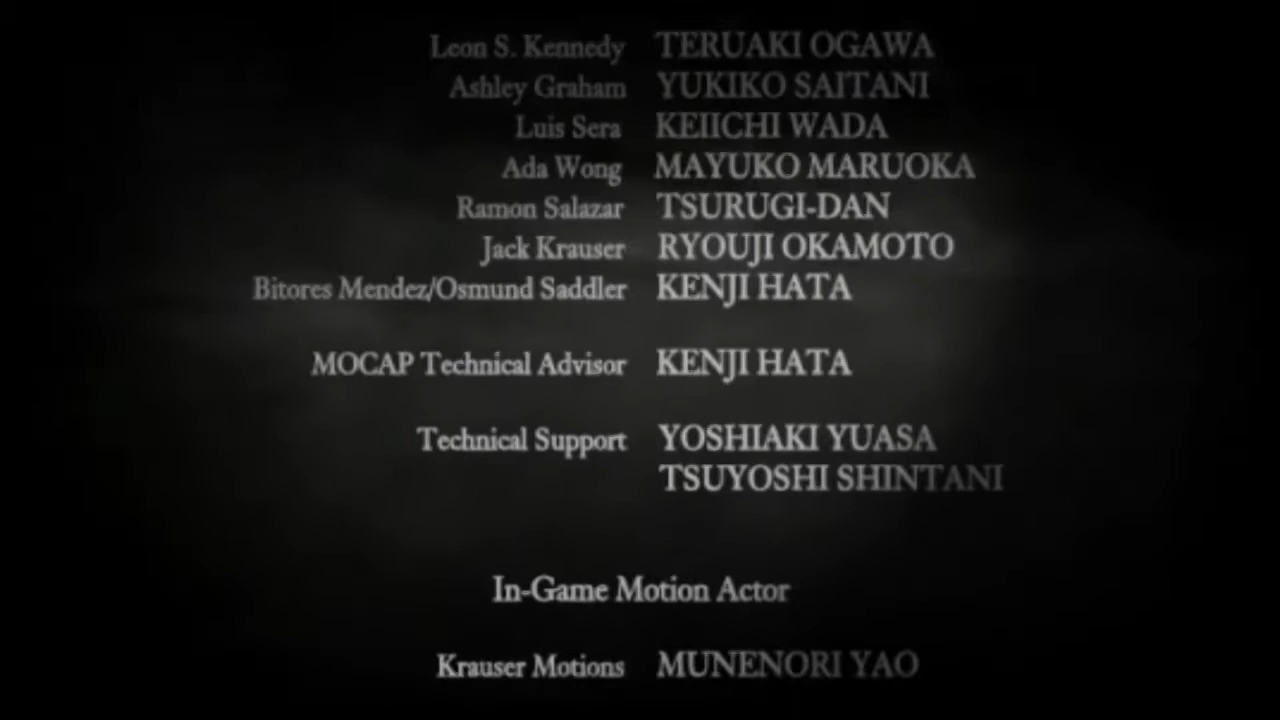 Leon S. Kennedy TERUAKI OGAWA
Ashley Graham YUKIKO SAITANI
Luis Sera KEIICHI WADA
Ada Wong MAYUKO MARUOKA
Ramon Salazar TSURUGI-DAN
Jack Krauser RYOUJI OKAMOTO
Bitores Mendez/Osmund Saddler KENJI HATA
MOCAP Technical Advisor KENJI HATA
Technical Support YOSHIAKI YUASA
TSUYOSHI SHINTANI
In-Game Motion Actor
Krauser Motions MUNENORI YAO